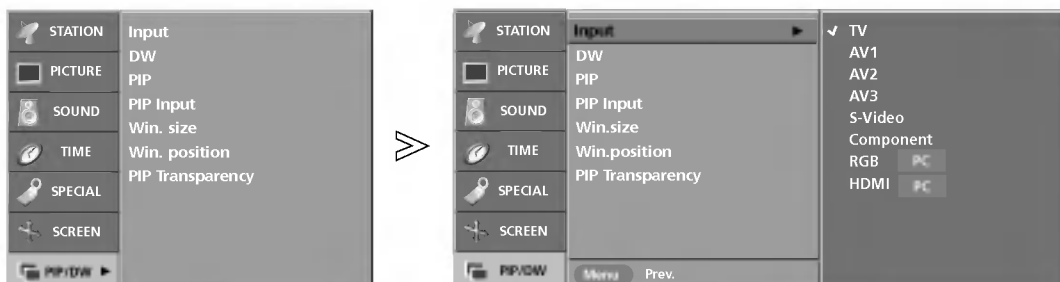 STATION
PICTURE
SOUND
TIME
SPECIAL
SCREEN
PIP/DW
Input
DW
PIP
PIP Input
Win. size
Win. position
PIP Transparency
STATION
PICTURE
SOUND
TIME
SPECIAL
SCREEN
PIP/DW
Input
DW
PIP
PIP Input
Win.size
Win.position
PIP Transparency
Menu Prev.
TV
AV1
AV2
AV3
S-Video
Component
RGB PC
HDMI PC